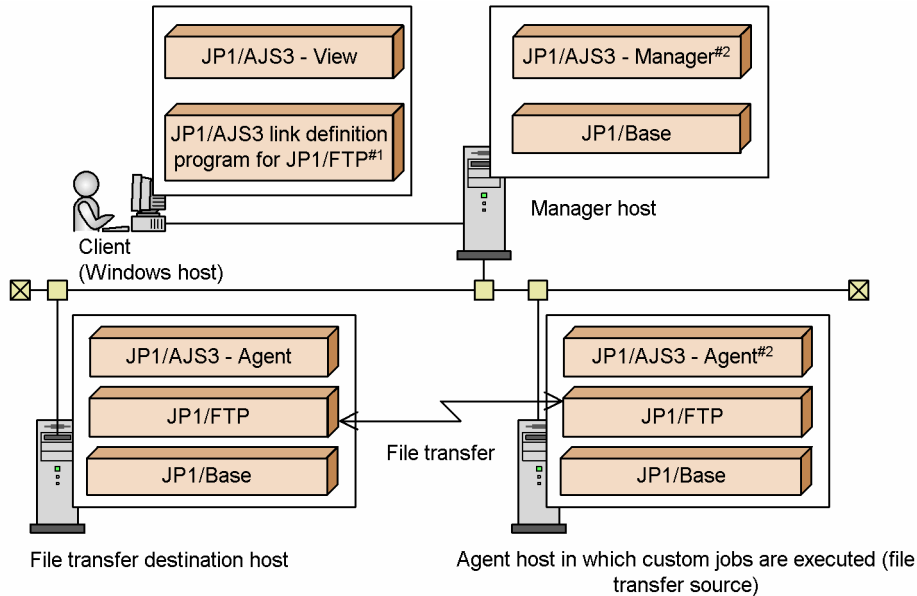 JP1/AJS3 - View
JP1/AJS3 link definition
program for JP1/FTP#1
Client
(Windows host)
JP1/AJS3 - Manager#2
JP1/Base
Manager host
JP1/AJS3 - Agent
JP1/FTP
JP1/Base
File transfer destination host
File transfer
JP1/AJS3 - Agent#2
JP1/FTP
JP1/Base
Agent host in which custom jobs are executed (file
transfer source)